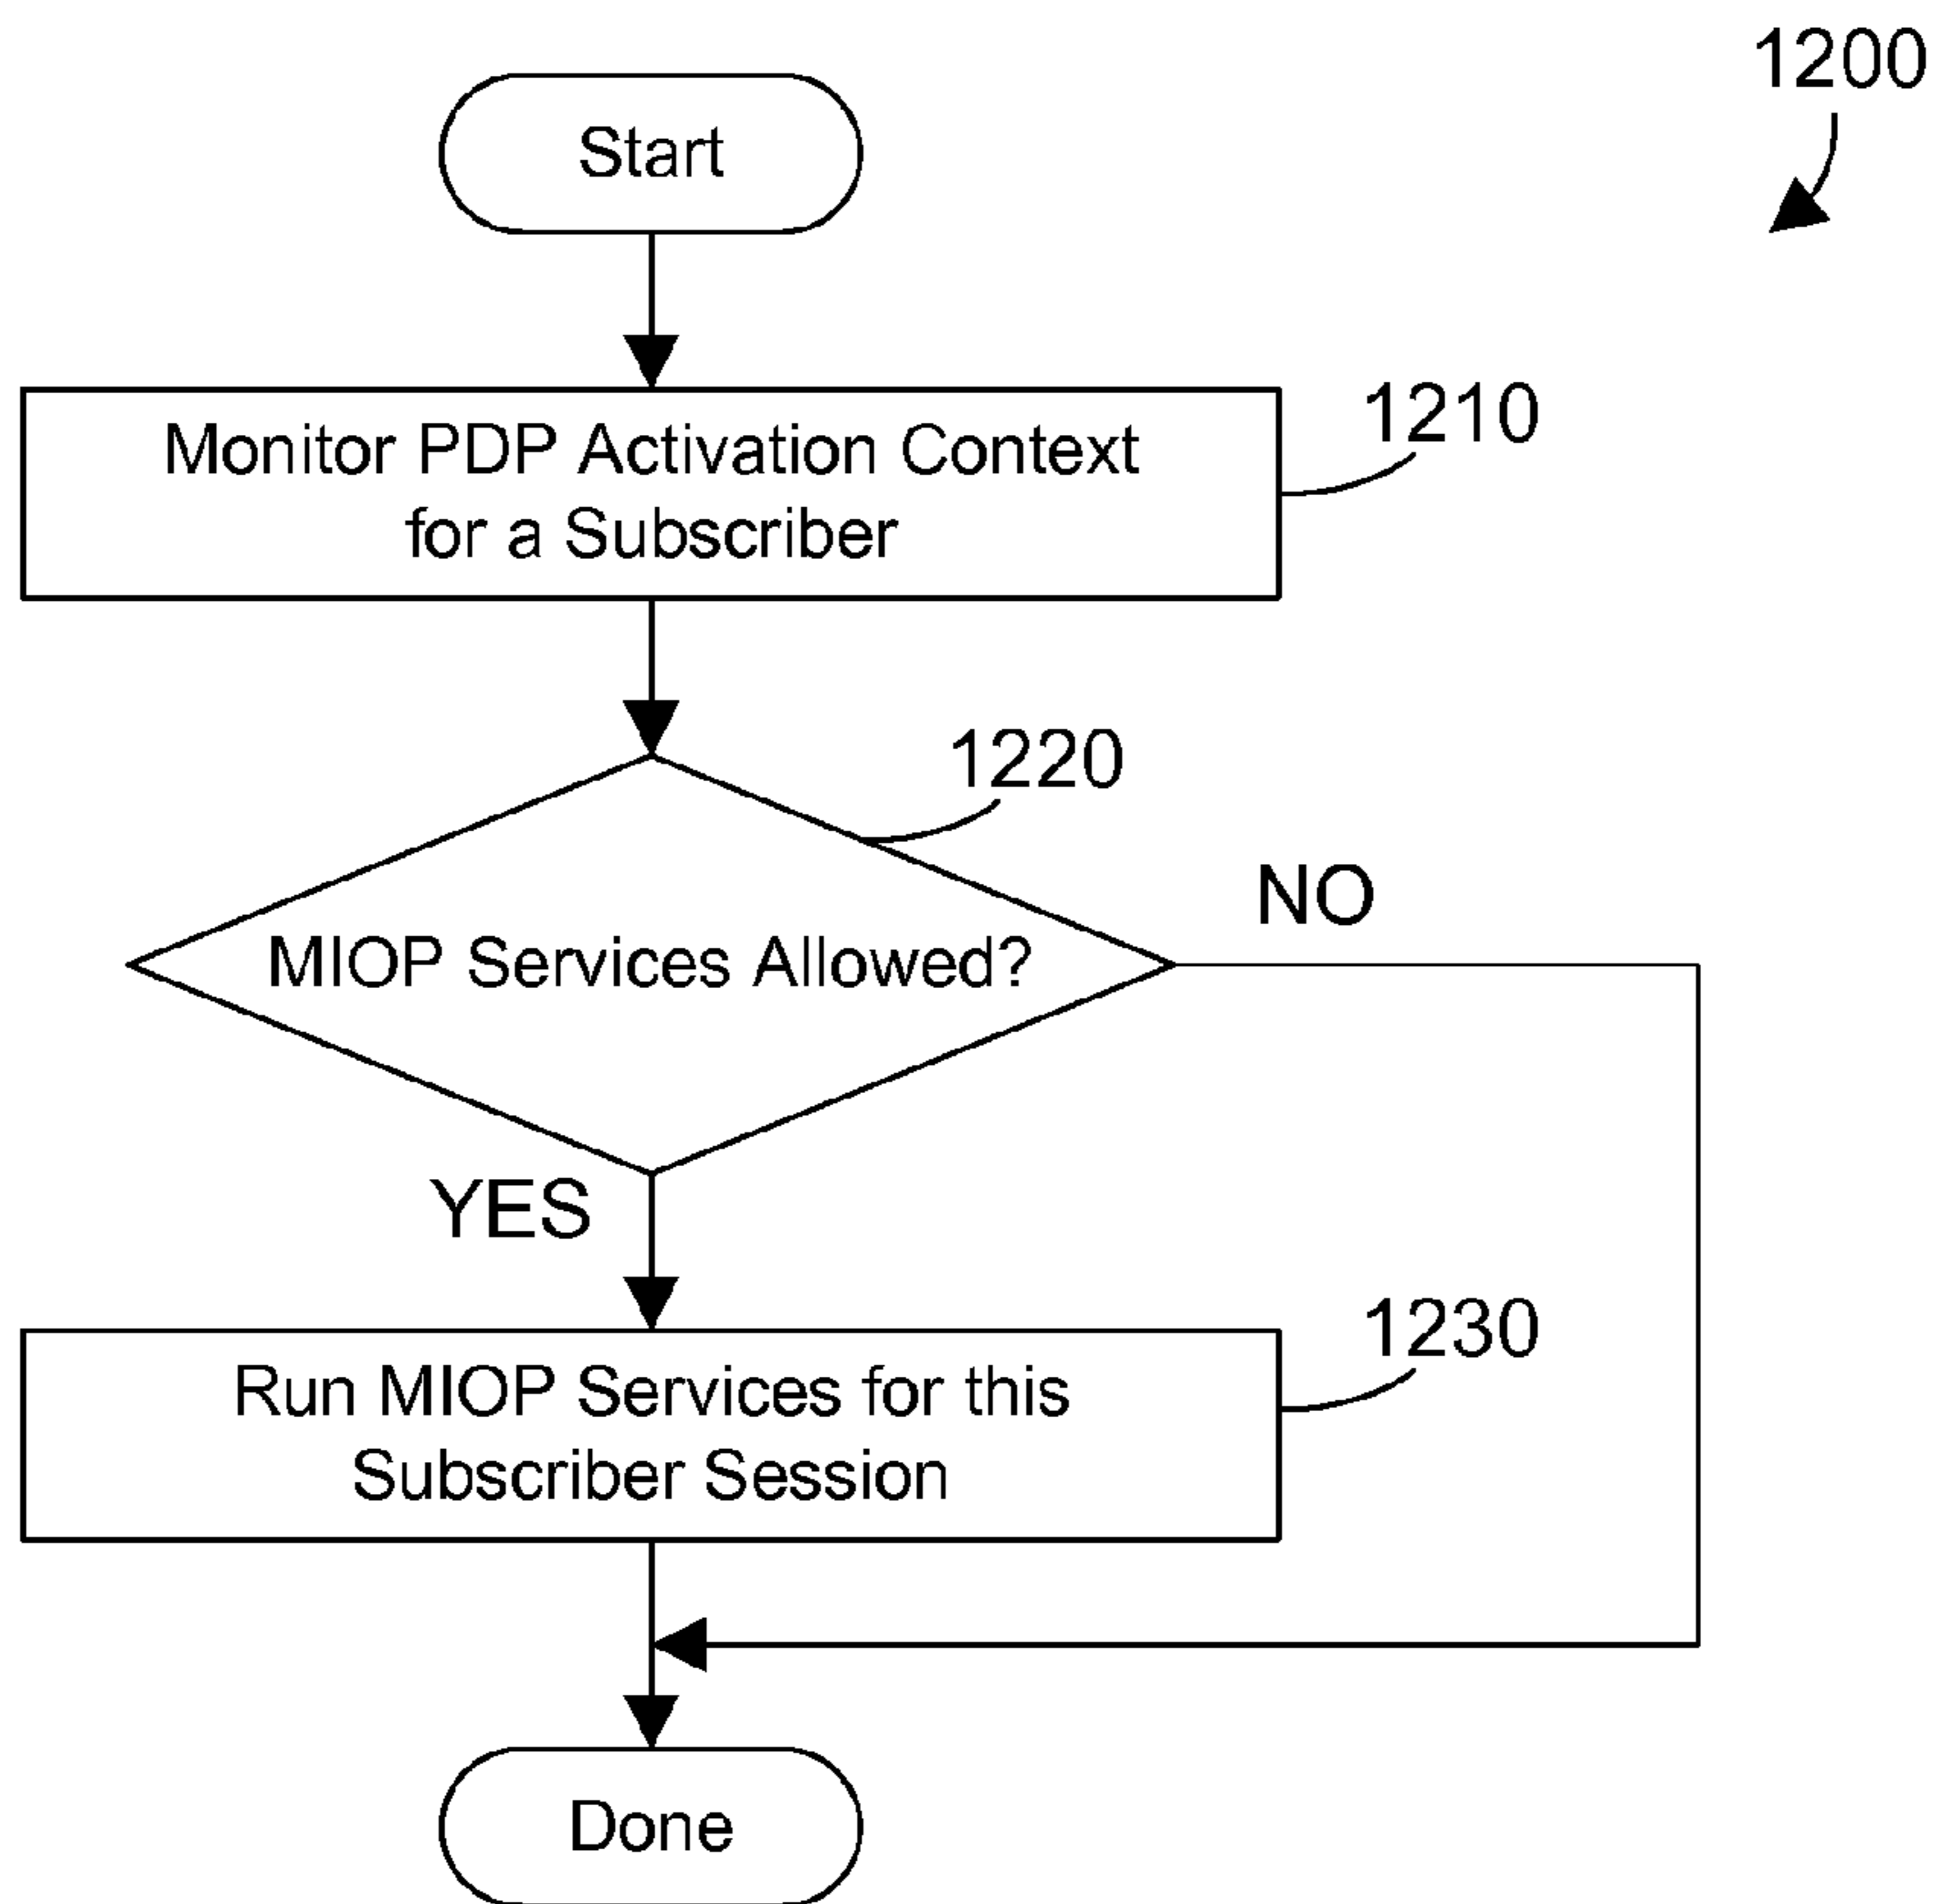 1200
Start
Monitor PDP Activation Context
for a Subscriber
1210
1220
MIOP Services Allowed?
NO
YES
Run MIOP Services for this
Subscriber Session
1230
Done